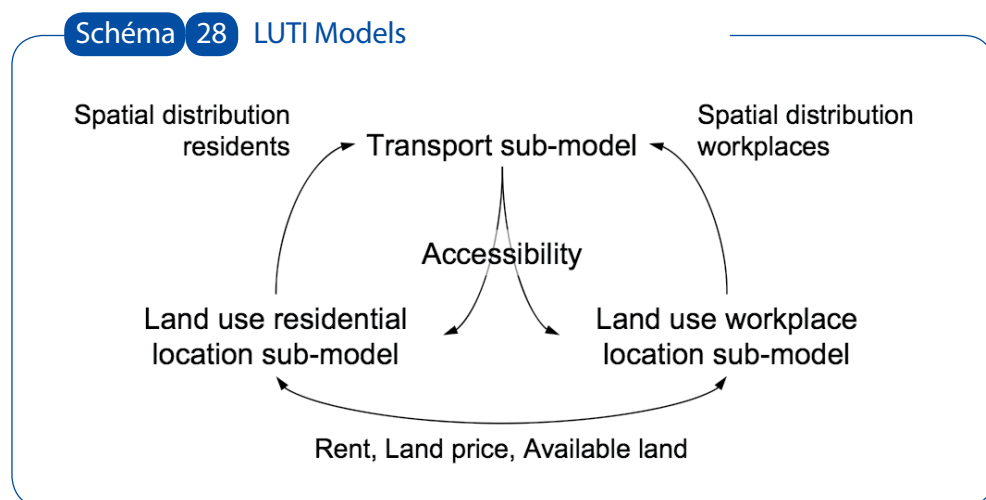 Schéma 28 LUTI Models
Spatial distribution
residents
Transport sub-model
Spatial distribution
workplaces
Accessibility
Land use residential
location sub-model
Land use workplace
location sub-model
Rent, Land price, Available land